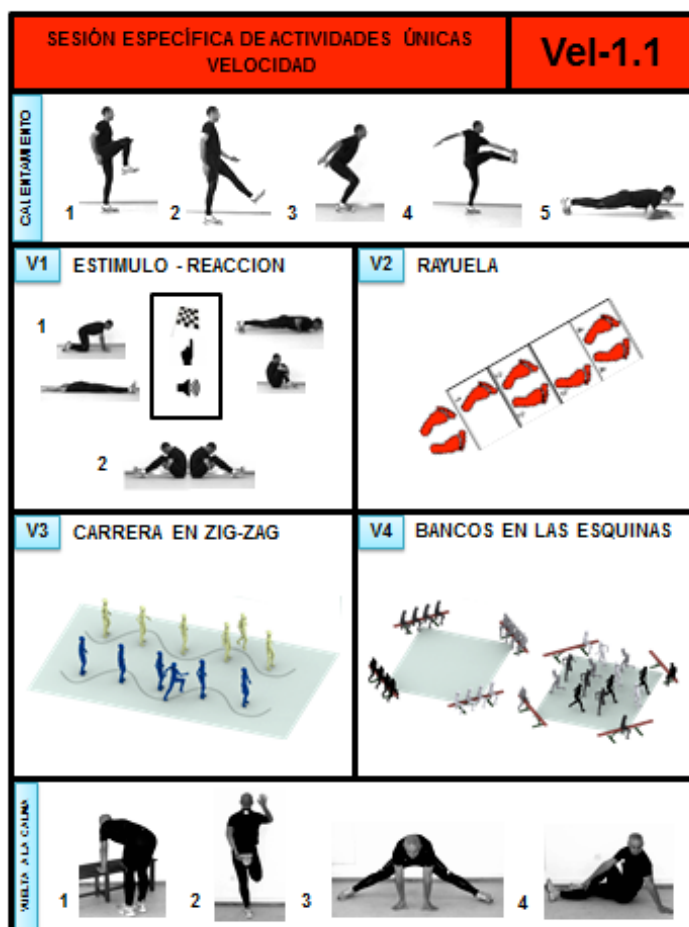 SESIÓN ESPECÍFICA DE ACTIVIDADES ÚNICAS
VELOCIDAD
Vel-1.1
CALENTAMIENTO
1
2
3
4
5
V1
ESTIMULO - REACCION
1
2
V2
RAYUELA
V3
CARRERA EN ZIG-ZAG
V4
BANCOS EN LAS ESQUINAS
VUELTA A LA CALMA
1
2
3
4